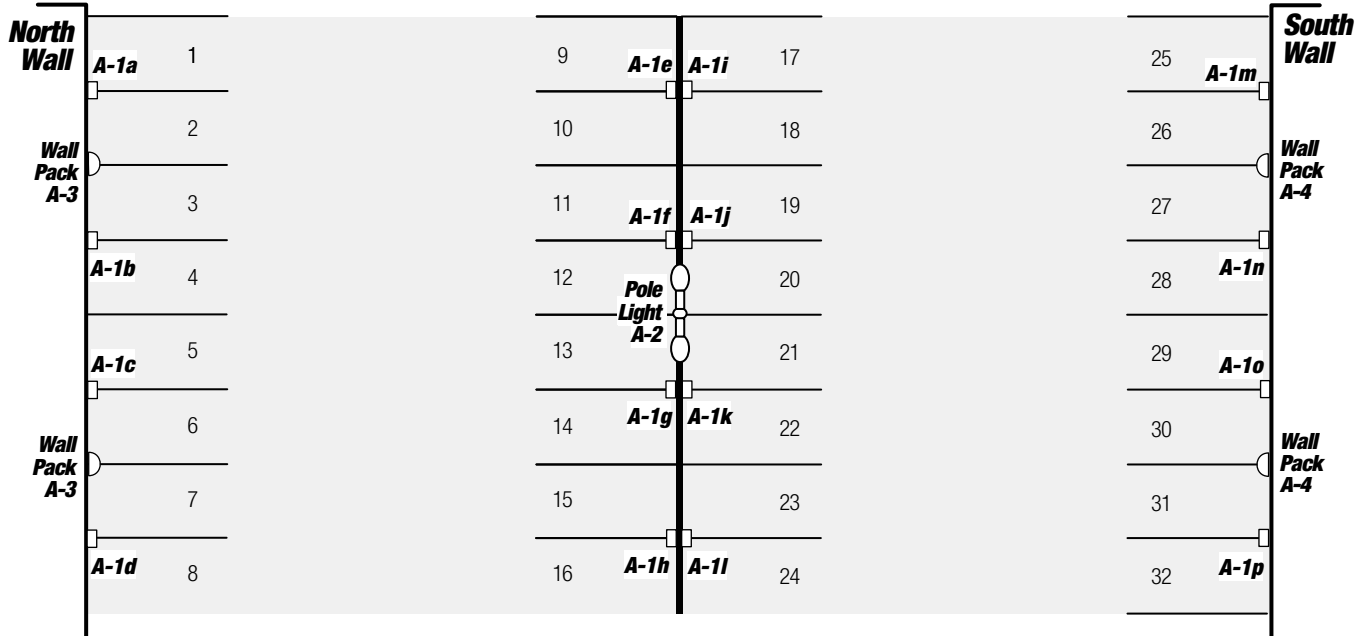 North
Wall
A-1a
1
2
Wall
Pack
A-3
3
A-1b
4
5
A-1c
6
Wall
Pack
A-3
7
A-1d
8
9
A-1e
A-1i
17
10
18
11
A-1f
A-1j
19
12
Pole
Light
A-2
20
13
21
A-1g
A-1k
14
22
15
23
A-1h
A-1l
16
24
South
Wall
25
A-1m
26
Wall
Pack
A-4
27
A-1n
28
29
A-1o
30
Wall
Pack
A-4
31
A-1p
32